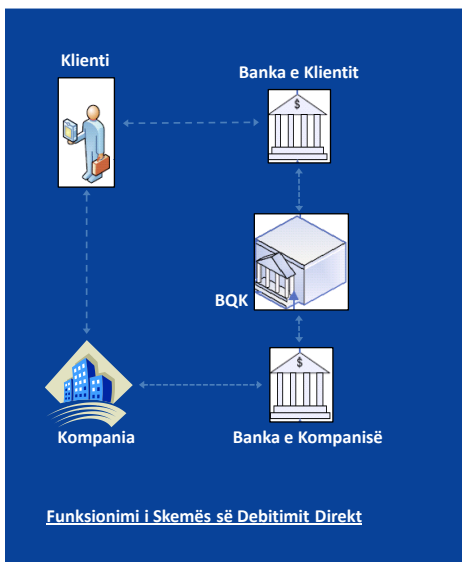 Klienti
Banka e Klientit
$
BQK
$
Kompania
Banka e Kompanisë
Funksionimi i Skemës së Debitimit Direkt